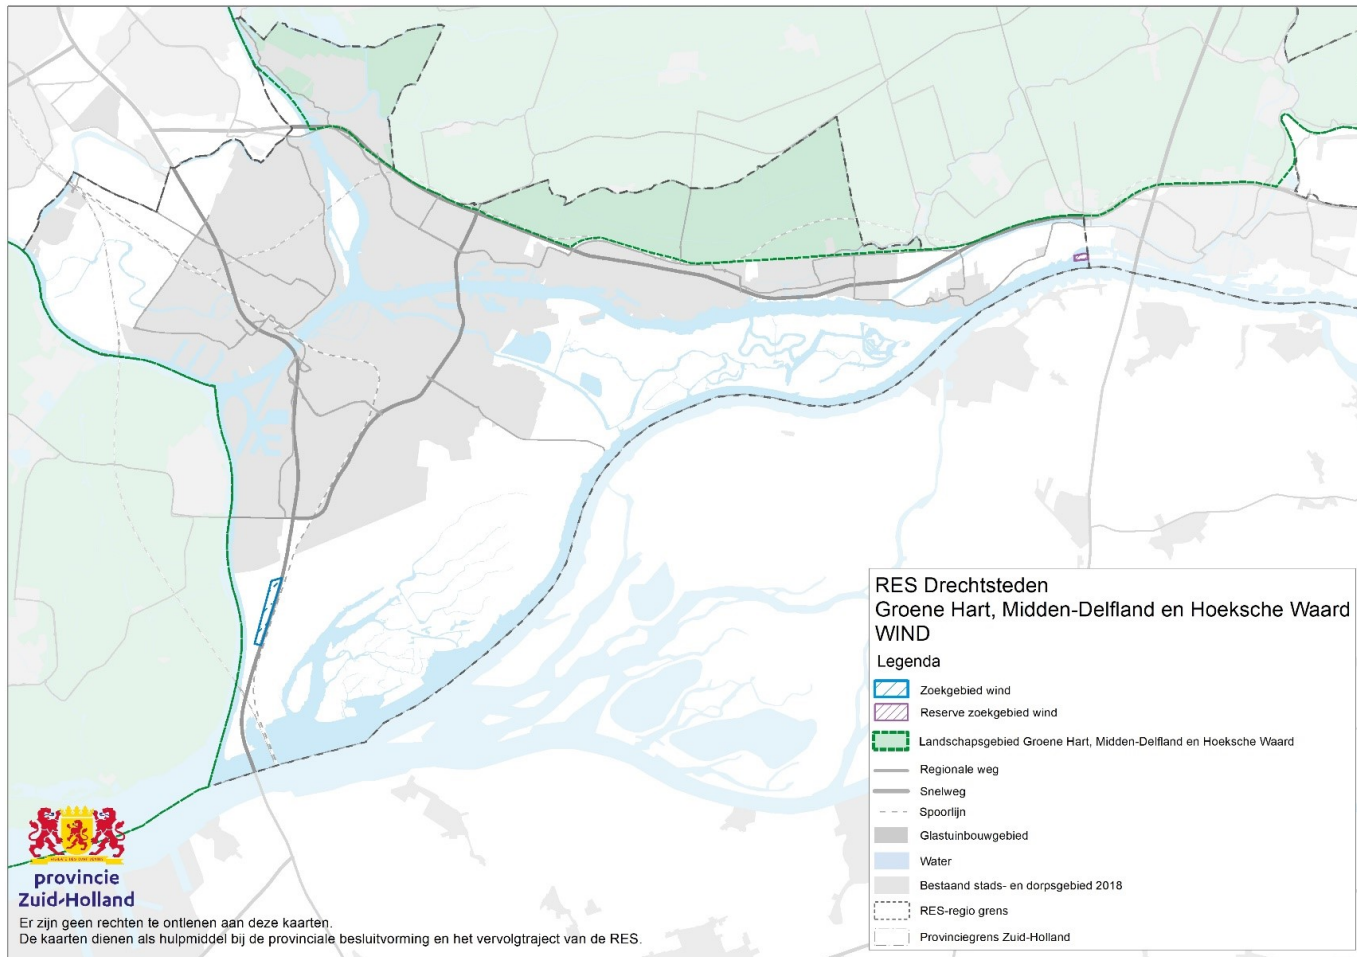 RES Drechtsteden
Groene Hart, Midden-Delfland en Hoeksche Waard
WIND
Legenda
Zoekgebied wind
Reserve zoekgebied wind
Landschapsgebied Groene Hart, Midden-Delfland en Hoeksche Waard
Regionale weg
Snelweg
Spoorlijn
Glastuinbouwgebied
Water
Bestaand stads- en dorpsgebied 2018
RES-regio grens
Provinciegrens Zuid-Holland
provincie
Zuid-Holland
Er zijn geen rechten te ontlenen aan deze kaarten.
De kaarten dienen als hulpmiddel bij de provinciale besluitvorming en het vervolgtraject van de RES.